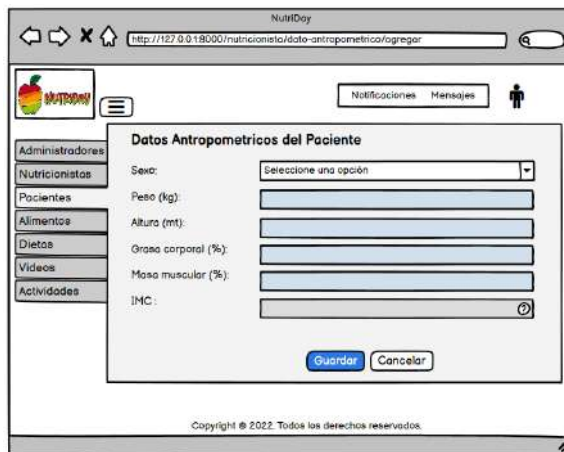 NutriDay
http://127.0.0.1:8000/nutricionista/dato-antropometrico/agregar
NUTRIDAY
Notificaciones Mensajes
Administradores
Nutricionistas
Pacientes
Alimentos
Dietas
Videos
Actividades
Datos Antropometricos del Paciente
Sexo: Seleccione una opción
Peso (kg):
Altura (mt):
Grasa corporal (%):
Masa muscular (%):
IMC :
?
Guardar Cancelar
Copyright © 2022. Todos los derechos reservados.